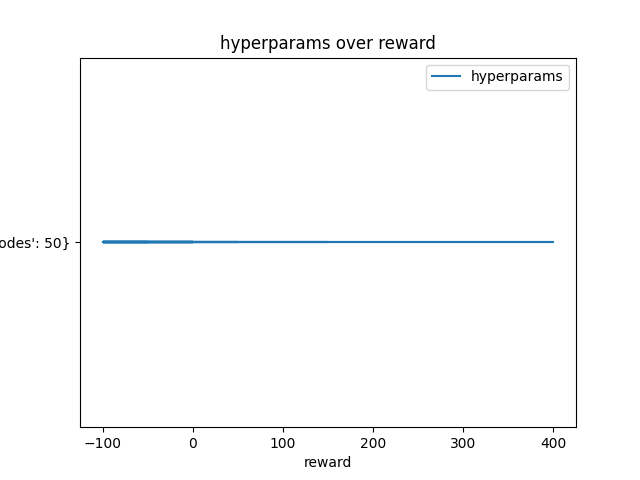 hyperparams over reward
hyperparams
odes': 50}
−100 0 100 200 300 400
reward